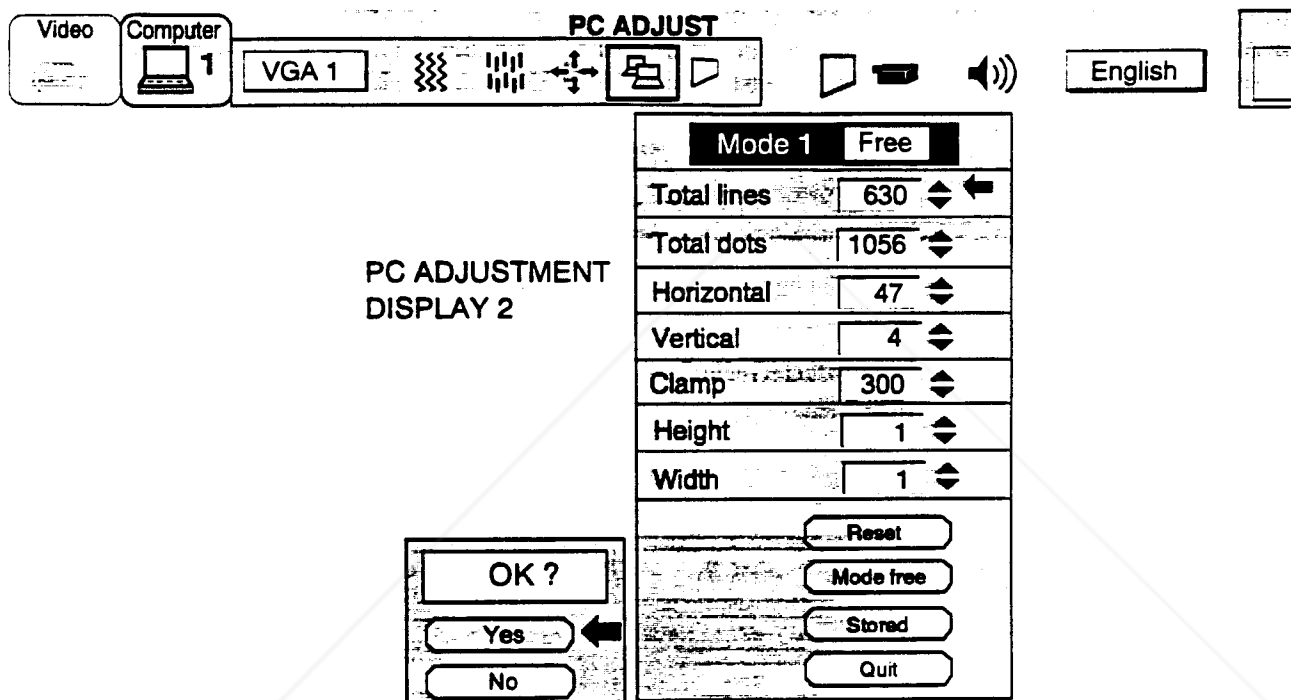 PC ADJUST
Video
Computer
1
VGA 1
English
Mode 1 Free
Total lines 630
Total dots 1056
Horizontal 47
Vertical 4
Clamp 300
Height 1
Width 1
PC ADJUSTMENT
DISPLAY 2
Reset
Mode free
Stored
Quit
OK ?
Yes
No